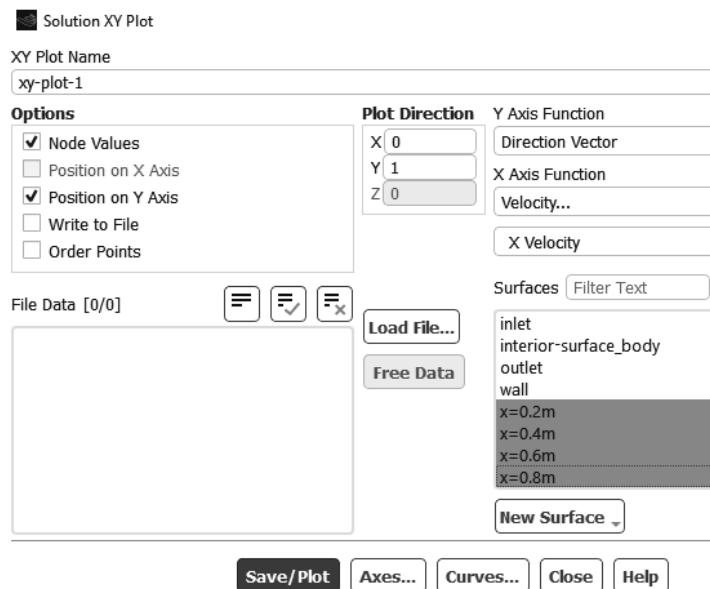 Solution XY Plot
XY Plot Name
xy-plot-1
Options
Node Values
Position on X Axis
Position on Y Axis
Write to File
Order Points
Plot Direction
X 0
Y 1
Z 0
Y Axis Function
Direction Vector
X Axis Function
Velocity...
X Velocity
File Data [0/0]
Load File...
Free Data
Surfaces Filter Text
inlet
interior-surface_body
outlet
wall
x=0.2m
x=0.4m
x=0.6m
x=0.8m
New Surface
Save/Plot Axes... Curves... Close Help